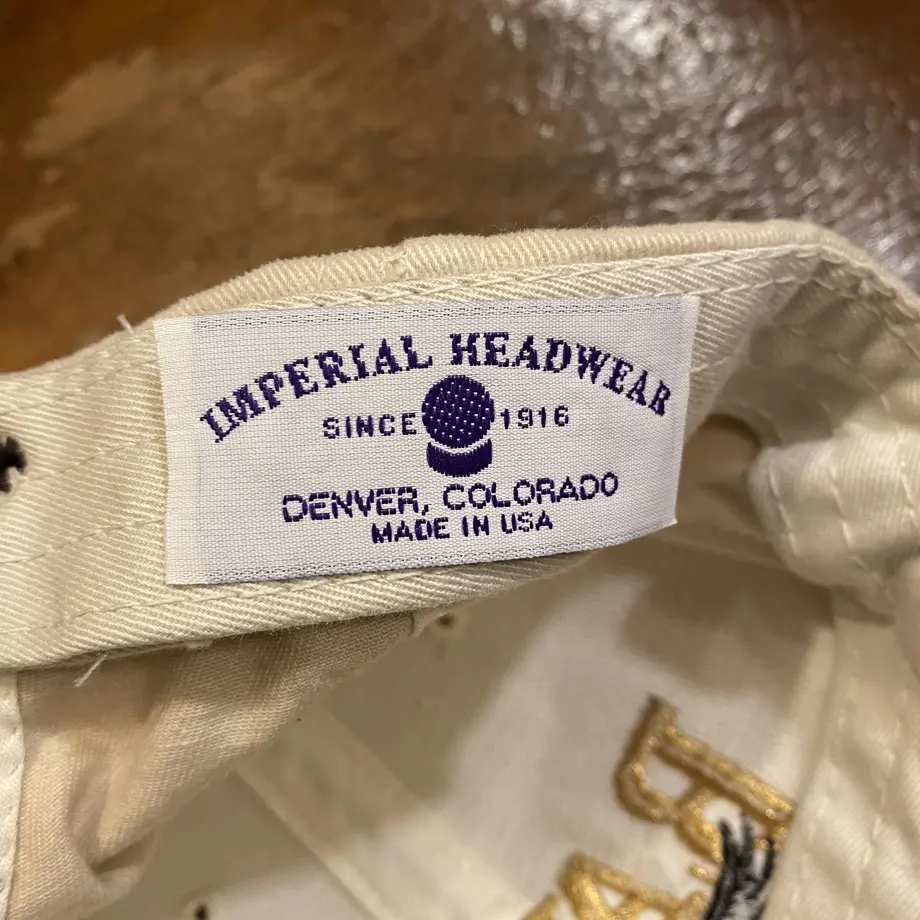 IMPERIAL HEADWEAR
SINCE 1916
DENVER, COLORADO
MADE IN USA